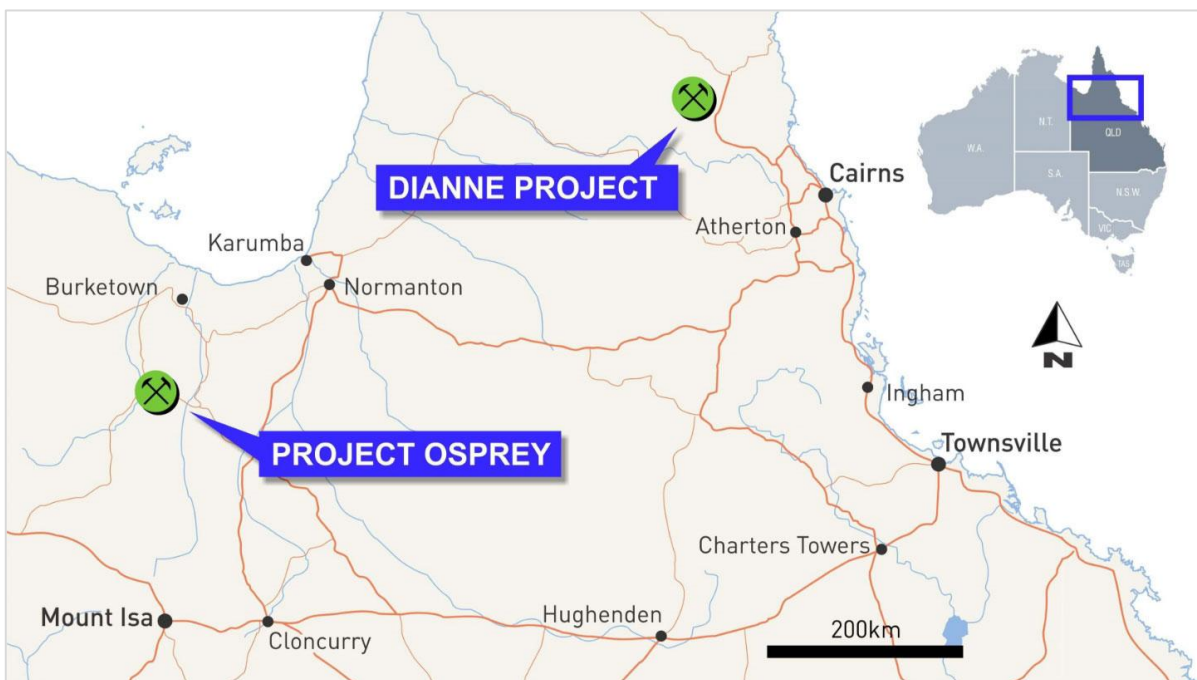 DIANNE PROJECT
Cairns
Atherton
Karumba
Burketown
Normanton
PROJECT OSPREY
Ingham
Townsville
Charters Towers
Mount Isa
Cloncurry
Hughenden
200km
W.A.
N.T.
QLD
S.A.
N.S.W.
VIC
TAS
N